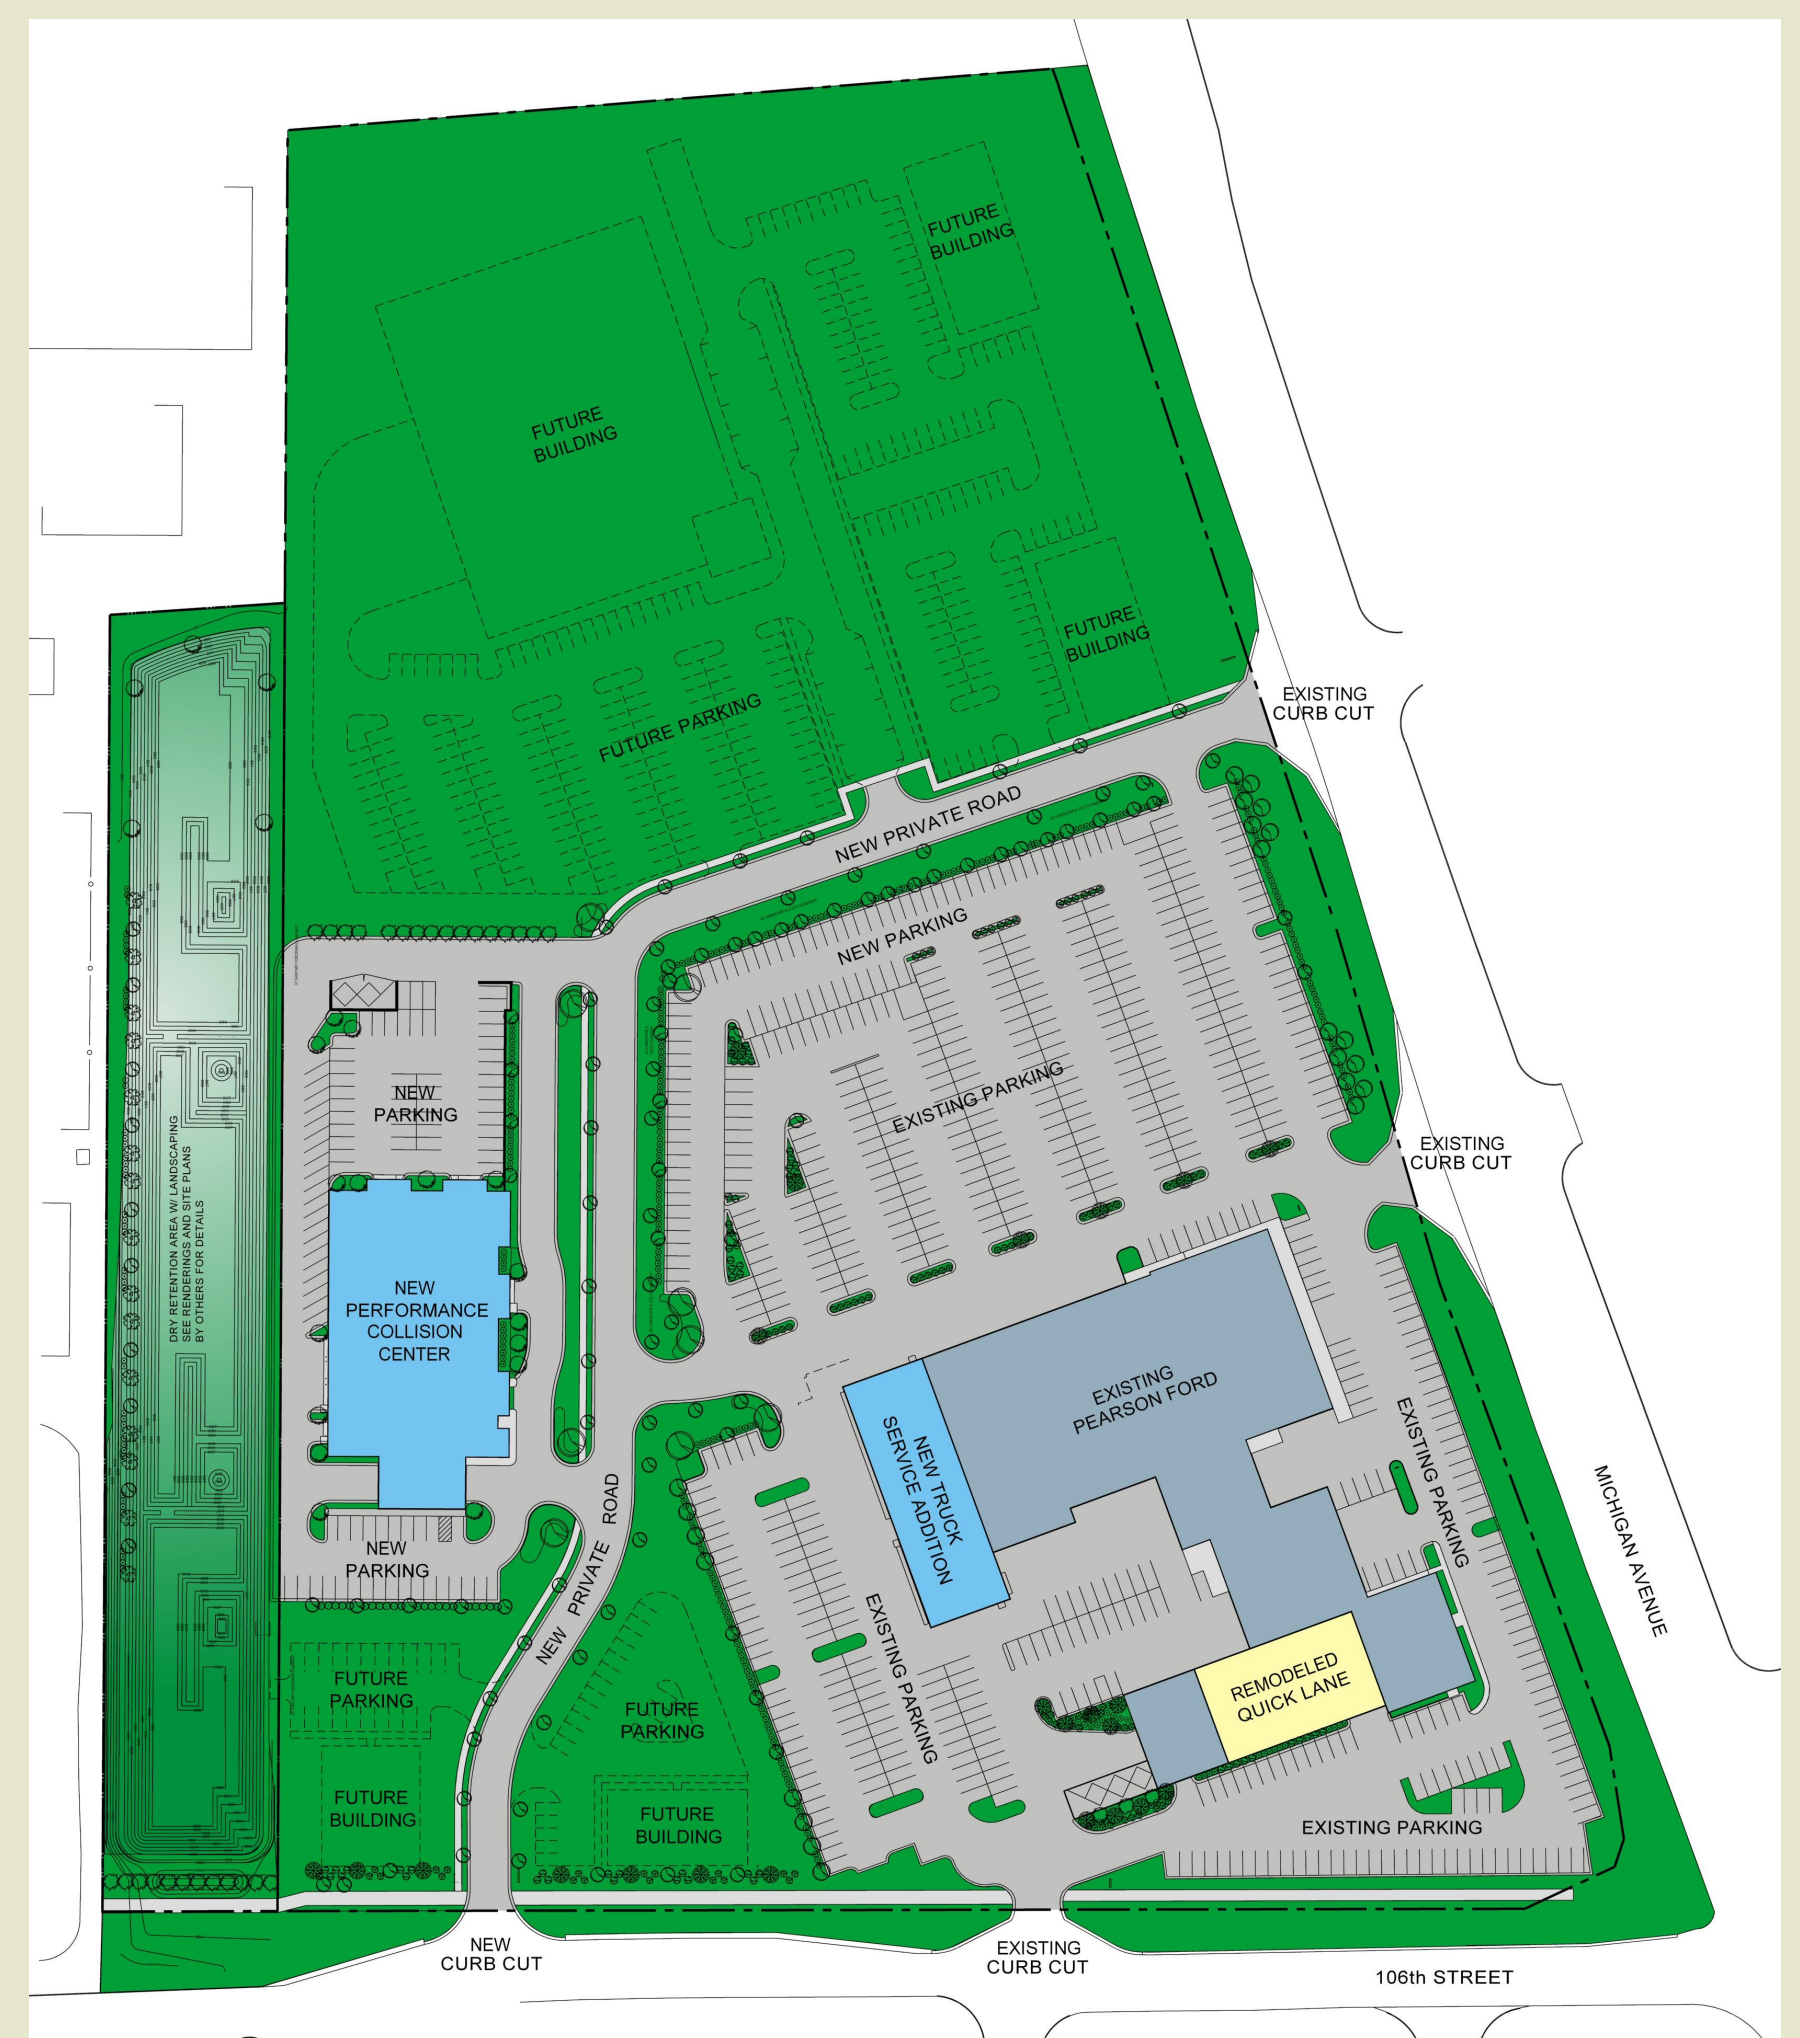 FUTURE
BUILDING
FUTURE
BUILDING
FUTURE
BUILDING
FUTURE PARKING
EXISTING
CURB CUT
NEW PRIVATE ROAD
NEW PARKING
EXISTING PARKING
NEW
PARKING
EXISTING
CURB CUT
DRY RETENTION AREA W/ LANDSCAPING
SEE RENDERINGS AND SITE PLANS
BY OTHERS FOR DETAILS
NEW
PERFORMANCE
COLLISION
CENTER
EXISTING
PEARSON FORD
NEW TRUCK
SERVICE ADDITION
EXISTING PARKING
MICHIGAN AVENUE
NEW
PARKING
NEW PRIVATE ROAD
EXISTING PARKING
REMODELED
QUICK LANE
FUTURE
PARKING
FUTURE
PARKING
FUTURE
BUILDING
FUTURE
BUILDING
EXISTING PARKING
NEW
CURB CUT
EXISTING
CURB CUT
106th STREET